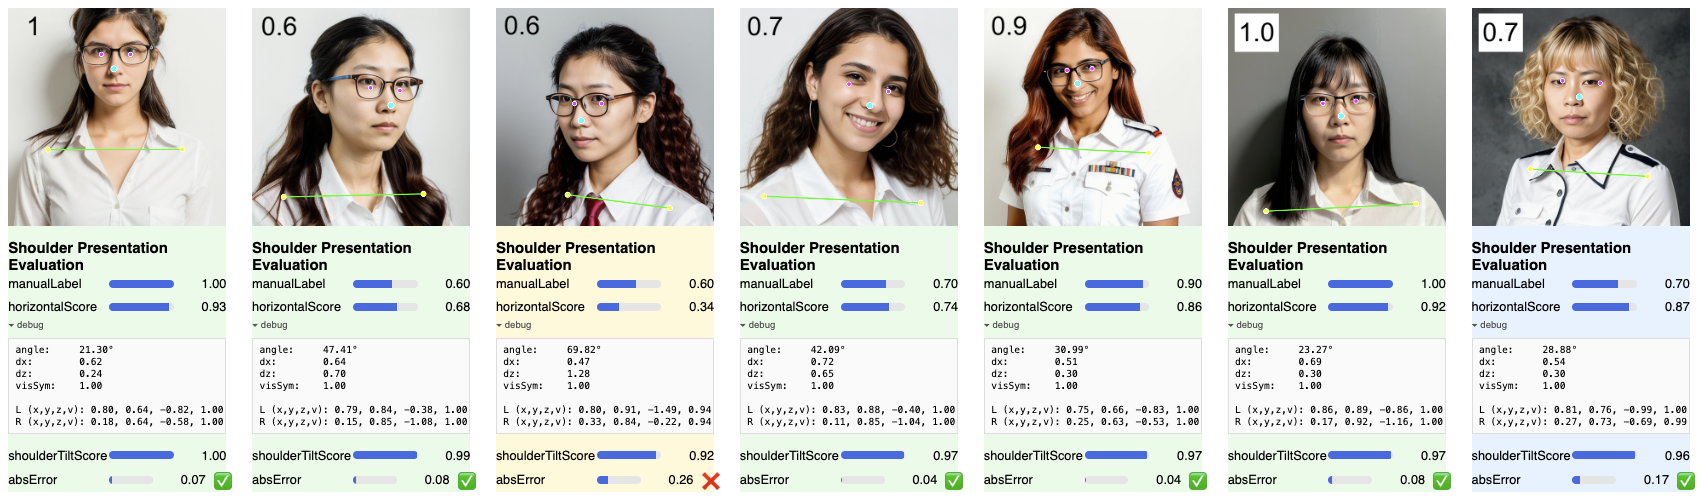 1
Shoulder Presentation
Evaluation
manualLabel 1.00
horizontalScore 0.93
debug
angle: 21.30°
dx: 0.62
dz: 0.24
visSym: 1.00
L (x,y,z,v): 0.80, 0.64, -0.82, 1.00
R (x,y,z,v): 0.18, 0.64, -0.58, 1.00
shoulderTiltScore 1.00
absError 0.07 ✅
0.6
Shoulder Presentation
Evaluation
manualLabel 0.60
horizontalScore 0.68
debug
angle: 47.41°
dx: 0.64
dz: 0.70
visSym: 1.00
L (x,y,z,v): 0.79, 0.84, -0.38, 1.00
R (x,y,z,v): 0.15, 0.85, -1.08, 1.00
shoulderTiltScore 0.99
absError 0.08 ✅
0.6
Shoulder Presentation
Evaluation
manualLabel 0.60
horizontalScore 0.34
debug
angle: 69.82°
dx: 0.47
dz: 1.28
visSym: 1.00
L (x,y,z,v): 0.80, 0.91, -1.49, 0.94
R (x,y,z,v): 0.33, 0.84, -0.22, 0.94
shoulderTiltScore 0.92
absError 0.26 ❌
0.7
Shoulder Presentation
Evaluation
manualLabel 0.70
horizontalScore 0.74
debug
angle: 42.09°
dx: 0.72
dz: 0.65
visSym: 1.00
L (x,y,z,v): 0.83, 0.88, -0.40, 1.00
R (x,y,z,v): 0.11, 0.85, -1.04, 1.00
shoulderTiltScore 0.97
absError 0.04 ✅
0.9
Shoulder Presentation
Evaluation
manualLabel 0.90
horizontalScore 0.86
debug
angle: 30.99°
dx: 0.51
dz: 0.30
visSym: 1.00
L (x,y,z,v): 0.75, 0.66, -0.83, 1.00
R (x,y,z,v): 0.25, 0.63, -0.53, 1.00
shoulderTiltScore 0.97
absError 0.04 ✅
1.0
Shoulder Presentation
Evaluation
manualLabel 1.00
horizontalScore 0.92
debug
angle: 23.27°
dx: 0.69
dz: 0.30
visSym: 1.00
L (x,y,z,v): 0.86, 0.89, -0.86, 1.00
R (x,y,z,v): 0.17, 0.92, -1.16, 1.00
shoulderTiltScore 0.97
absError 0.08 ✅
0.7
Shoulder Presentation
Evaluation
manualLabel 0.70
horizontalScore 0.87
debug
angle: 28.88°
dx: 0.54
dz: 0.30
visSym: 1.00
L (x,y,z,v): 0.81, 0.76, -0.99, 1.00
R (x,y,z,v): 0.27, 0.73, -0.69, 0.99
shoulderTiltScore 0.96
absError 0.17 ✅